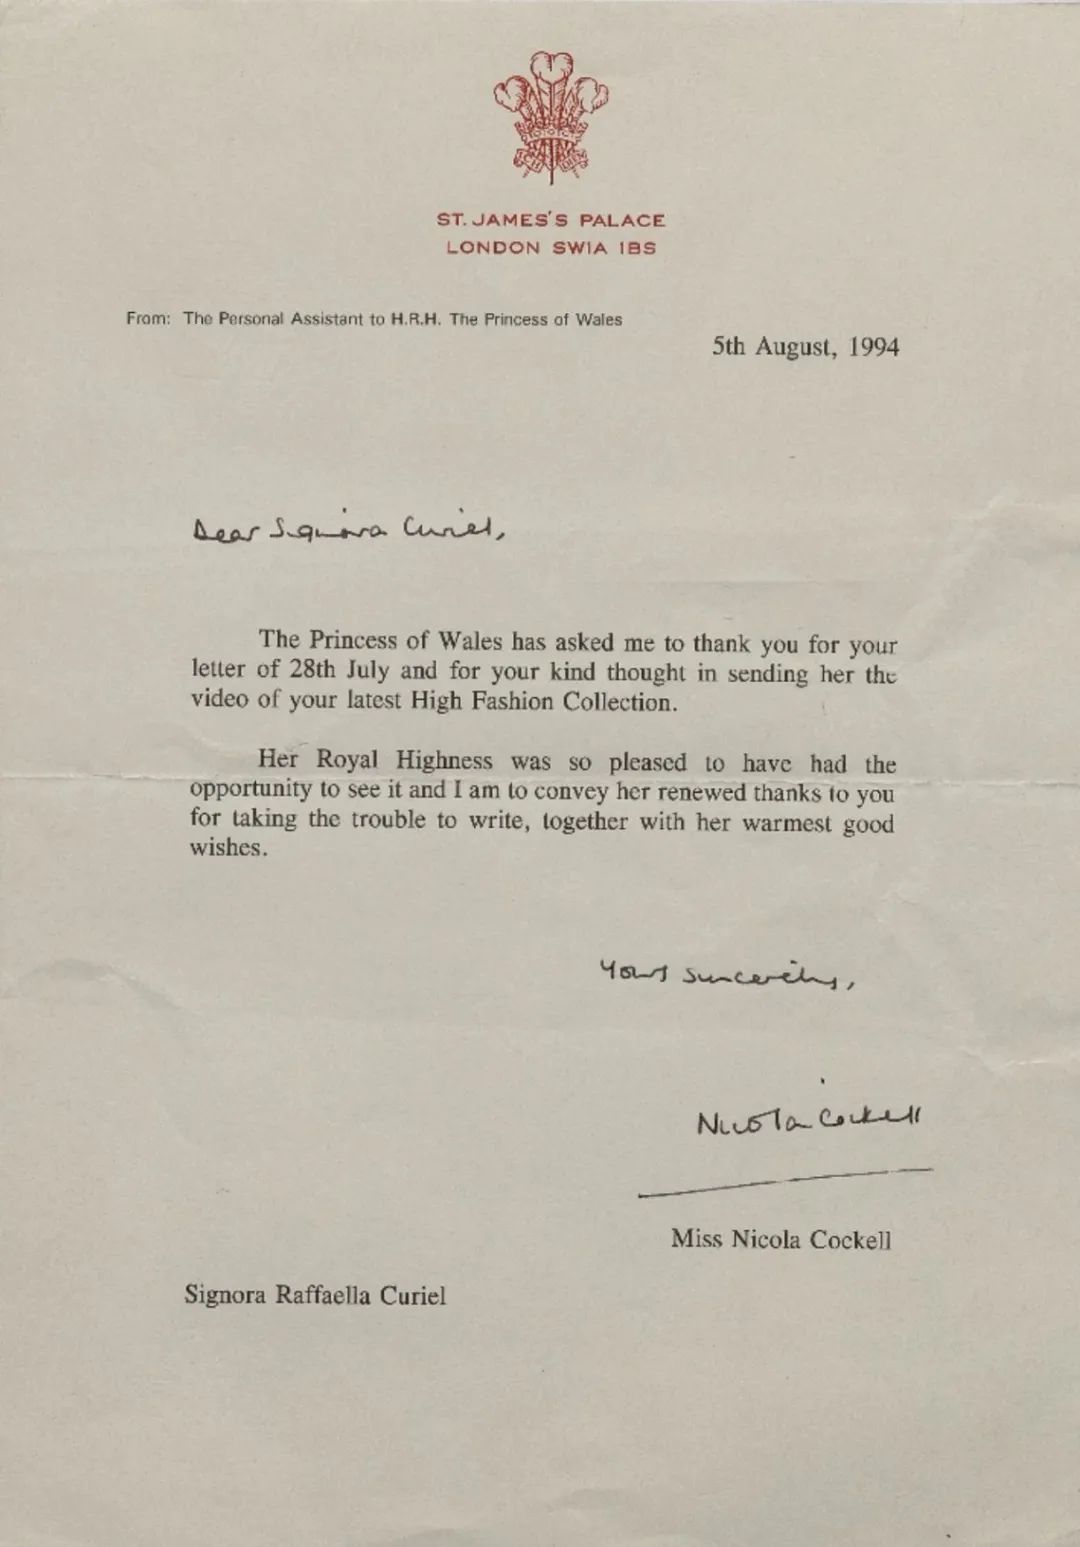 ICH DIEN
ST. JAMES'S PALACE
LONDON SW1A 1BS
From: The Personal Assistant to H.R.H. The Princess of Wales
5th August, 1994
Dear Signora Curiel,
The Princess of Wales has asked me to thank you for your
letter of 28th July and for your kind thought in sending her the
video of your latest High Fashion Collection.
Her Royal Highness was so pleased to have had the
opportunity to see it and I am to convey her renewed thanks to you
for taking the trouble to write, together with her warmest good
wishes.
Yours sincerely,
Nicola Cockell
Miss Nicola Cockell
Signora Raffaella Curiel